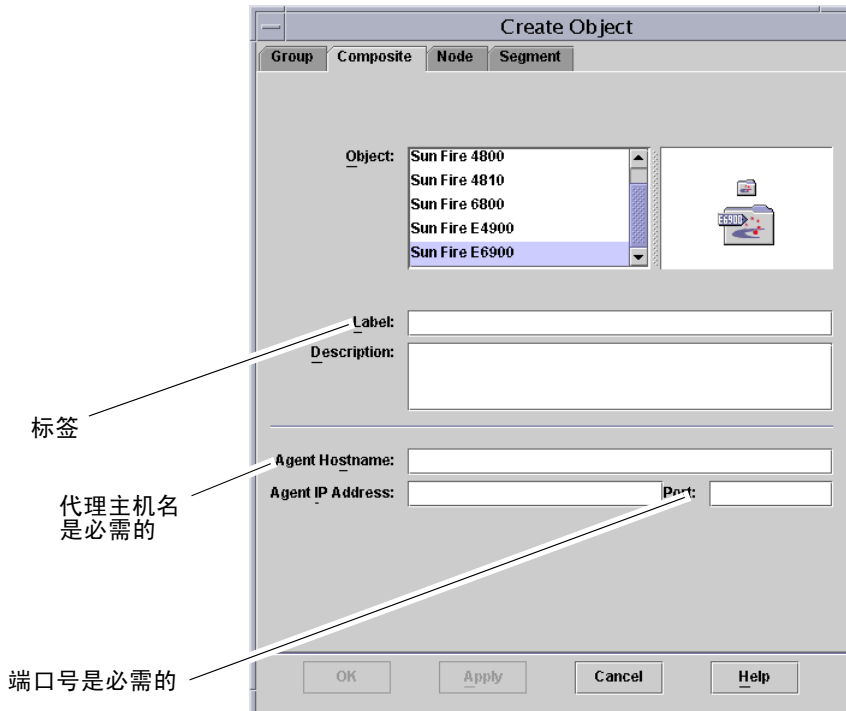 Create Object
Group Composite Node Segment
Object:
Sun Fire 4800
Sun Fire 4810
Sun Fire 6800
Sun Fire E4900
Sun Fire E6900
E6900
Label:
Description:
标签
Agent Hostname:
Agent IP Address: Port:
代理主机名
是必需的
端口号是必需的
OK Apply Cancel Help